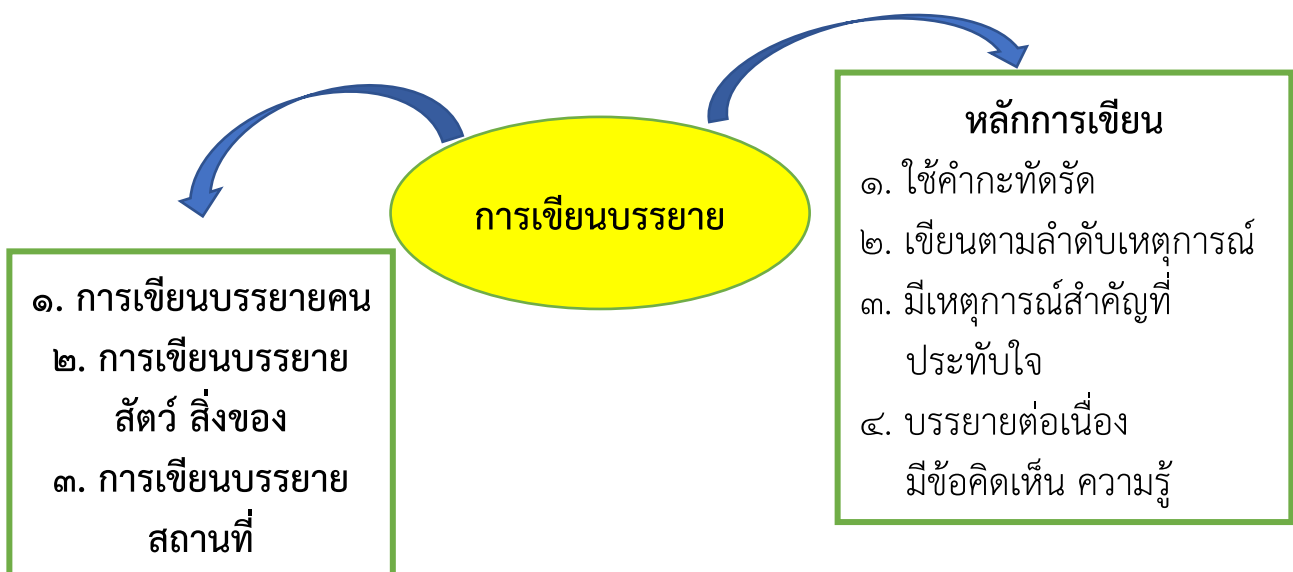 การเขียนบรรยาย
๑. การเขียนบรรยายคน
๒. การเขียนบรรยาย
สัตว์ สิ่งของ
๓. การเขียนบรรยาย
สถานที่
หลักการเขียน
๑. ใช้คำกะทัดรัด
๒. เขียนตามลำดับเหตุการณ์
๓. มีเหตุการณ์สำคัญที่
ประทับใจ
๔. บรรยายต่อเนื่อง
มีข้อคิดเห็น ความรู้